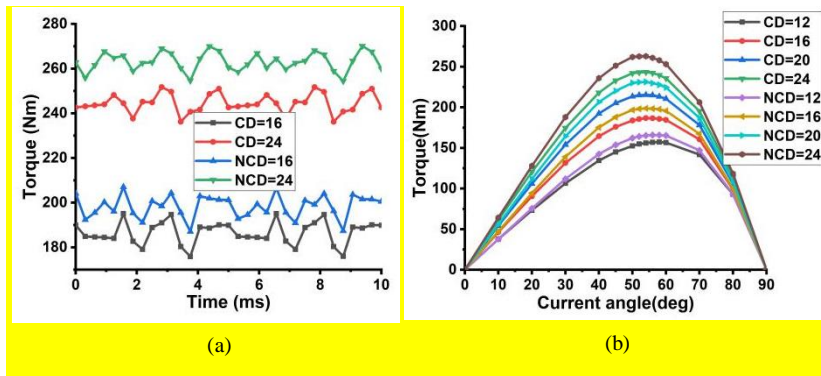 280
260
240
220
200
180
Torque (Nm)
CD=16
CD=24
NCD=16
NCD=24
0 2 4 6 8 10
Time (ms)
(a)
(b)
300
250
200
150
100
50
0
Torque(Nm)
CD=12
CD=16
CD=20
CD=24
NCD=12
NCD=16
NCD=20
NCD=24
0 10 20 30 40 50 60 70 80 90
Current angle(deg)
(b)